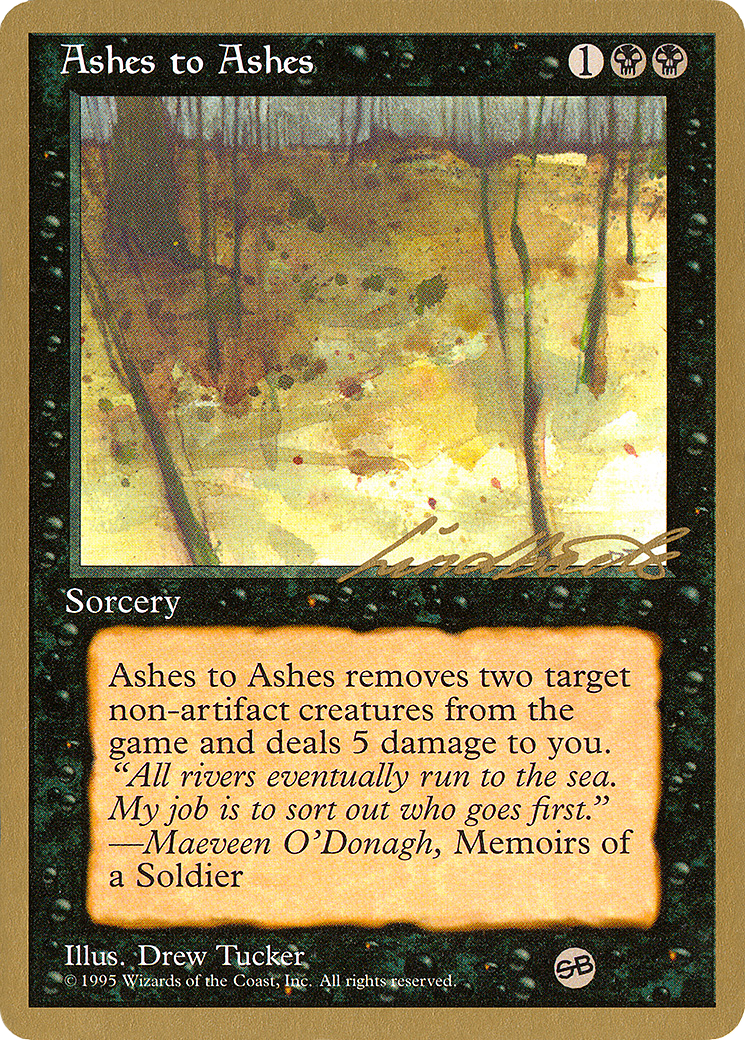 Ashes to Ashes 1
Sorcery
Ashes to Ashes removes two target
non-artifact creatures from the
game and deals 5 damage to you.
“All rivers eventually run to the sea.
My job is to sort out who goes first.”
—Maeveen O’Donagh, Memoirs of
a Soldier
Illus. Drew Tucker
© 1995 Wizards of the Coast, Inc. All rights reserved.
SB